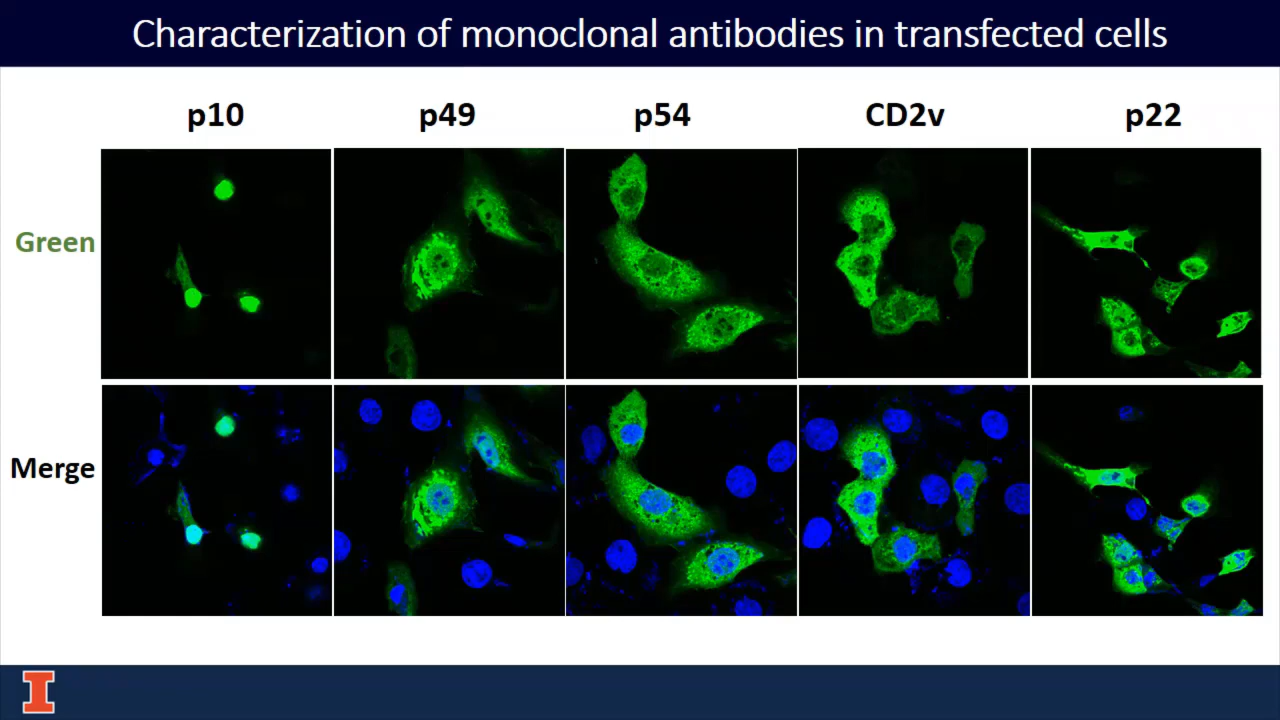 Characterization of monoclonal antibodies in transfected cells
p10 p49 p54 CD2v p22
Green
Merge
I